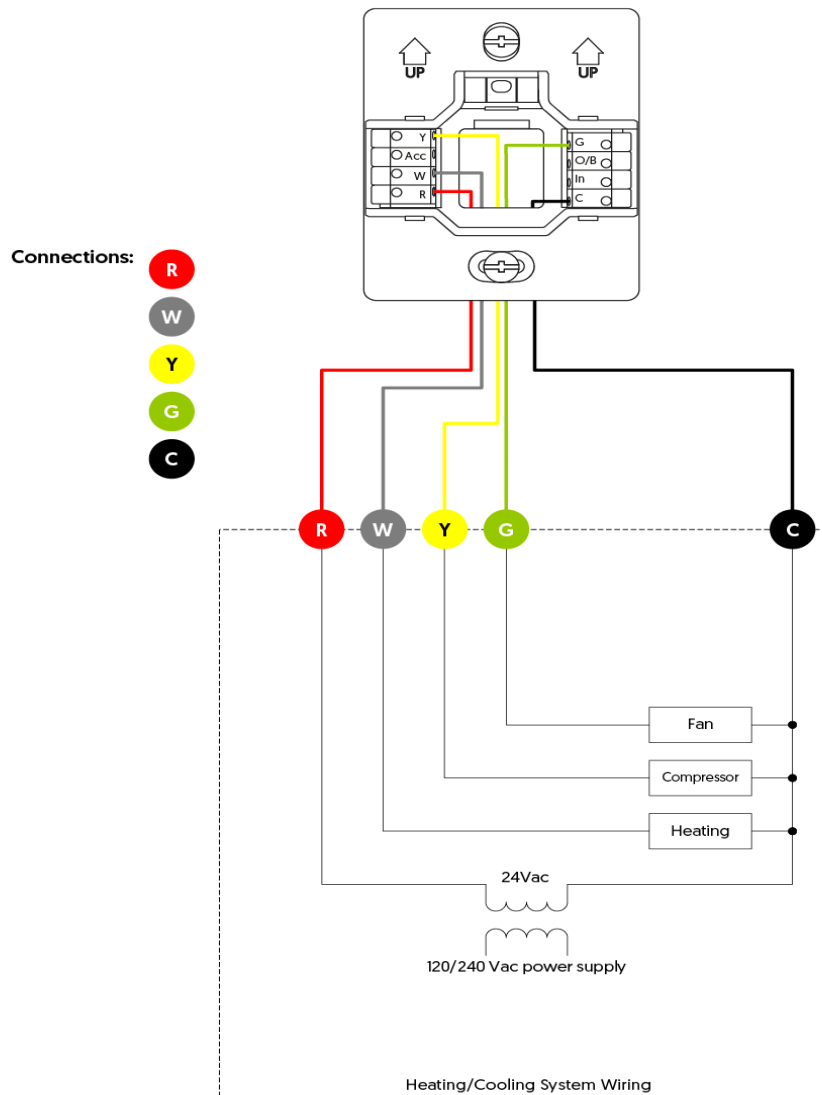 UP
UP
Y
Acc
W
R
G
O/B
In
C
Connections:
R
W
Y
G
C
R
W
Y
G
C
Fan
Compressor
Heating
24Vac
120/240 Vac power supply
Heating/Cooling System Wiring